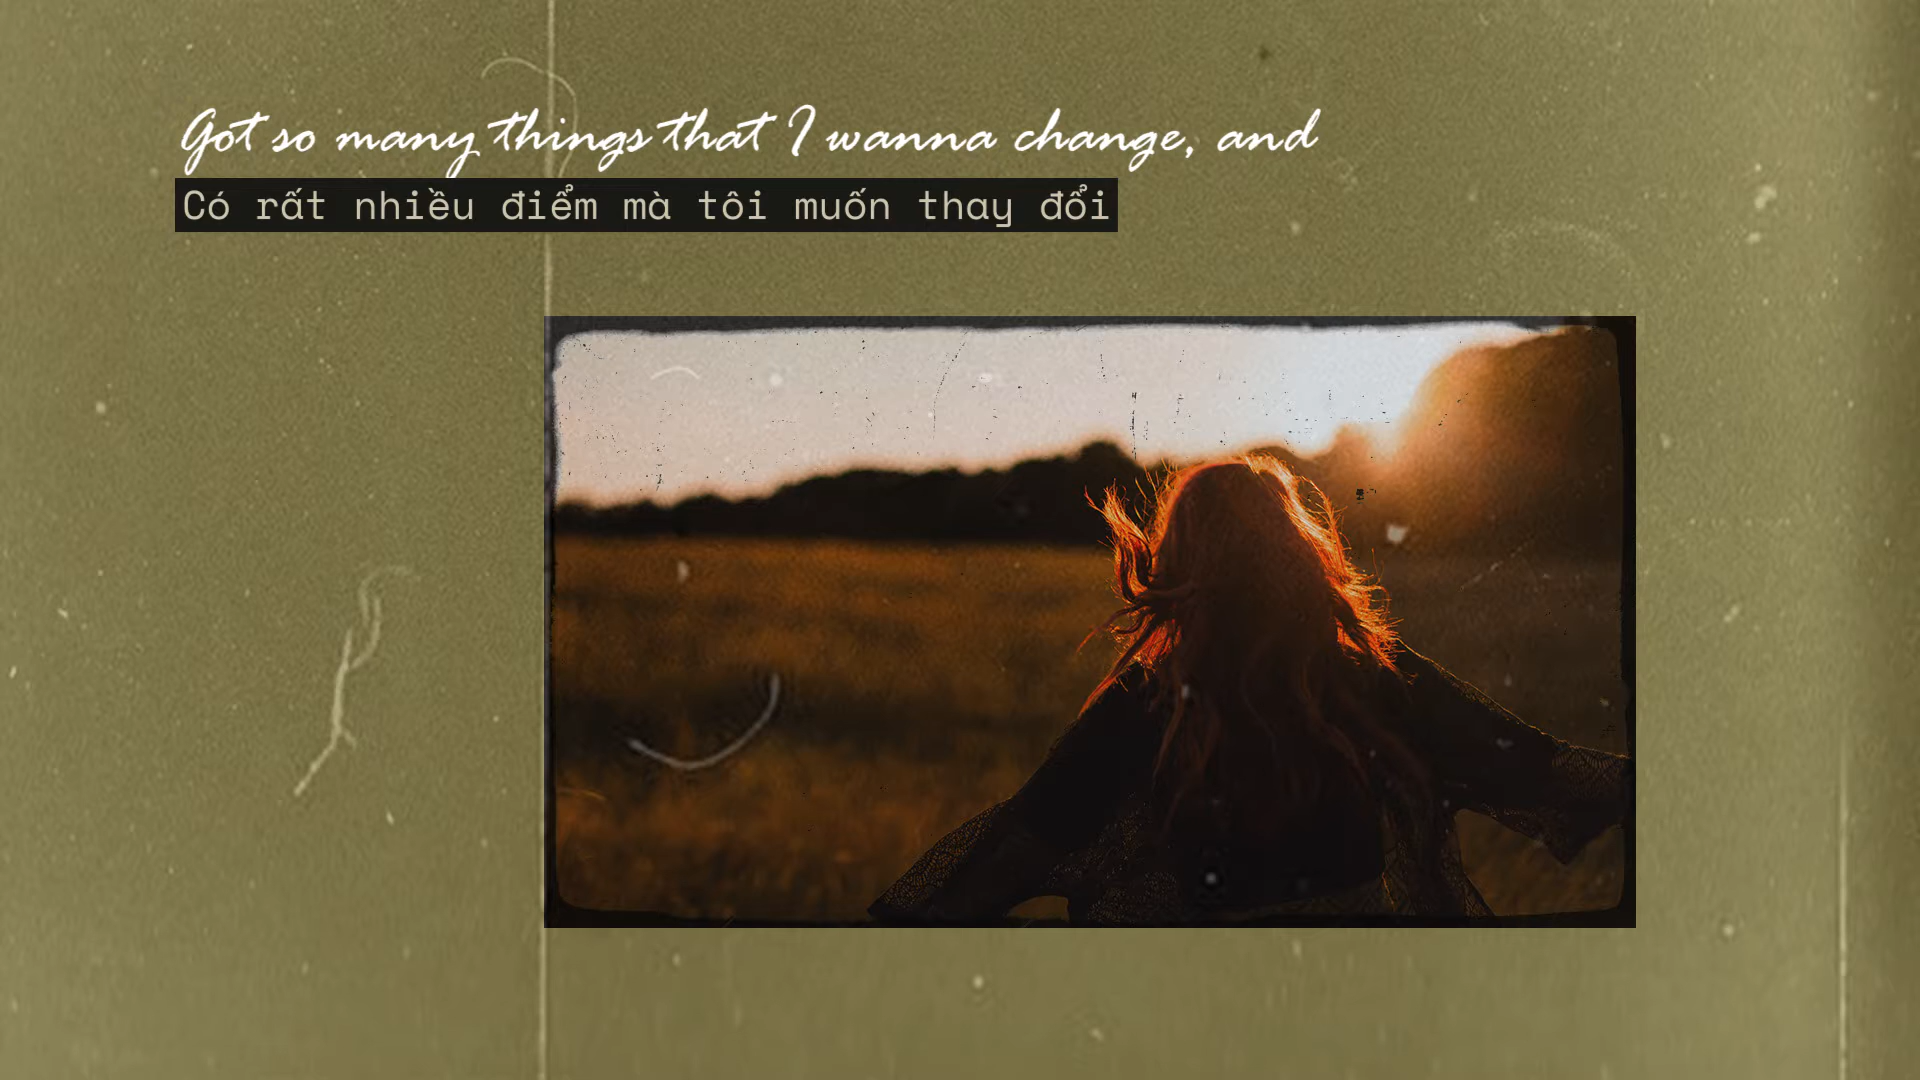 Got so many things that I wanna change, and
Có rất nhiều điểm mà tôi muốn thay đổi